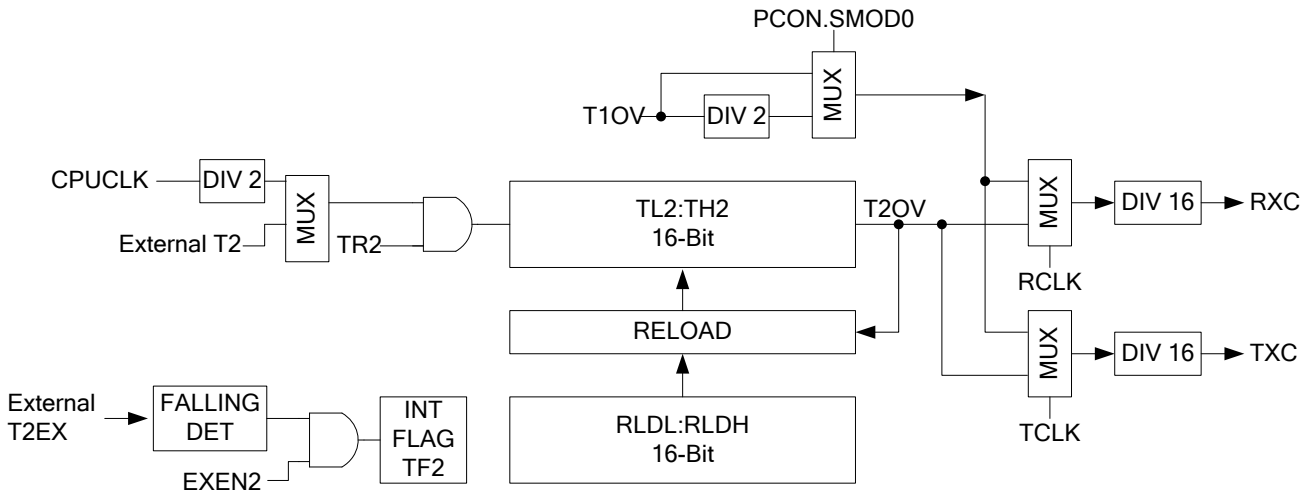 PCON.SMOD0
MUX
T1OV
DIV 2
CPUCLK
DIV 2
MUX
External T2
TR2
TL2:TH2
16-Bit
T2OV
MUX
DIV 16
RXC
RCLK
RELOAD
MUX
DIV 16
TXC
TCLK
External
T2EX
FALLING
DET
EXEN2
INT
FLAG
TF2
RLDL:RLDH
16-Bit